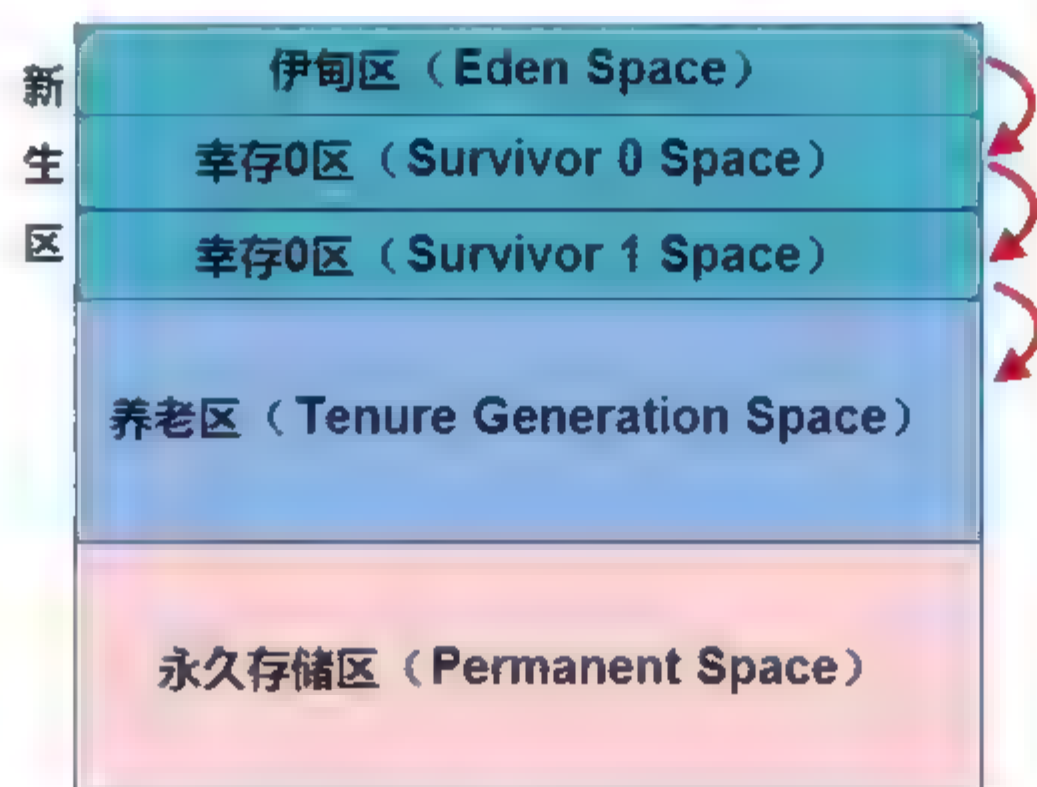 新生区
伊甸区（Eden Space）
幸存0区（Survivor 0 Space）
幸存0区（Survivor 1 Space）
养老区（Tenure Generation Space）
永久存储区（Permanent Space）